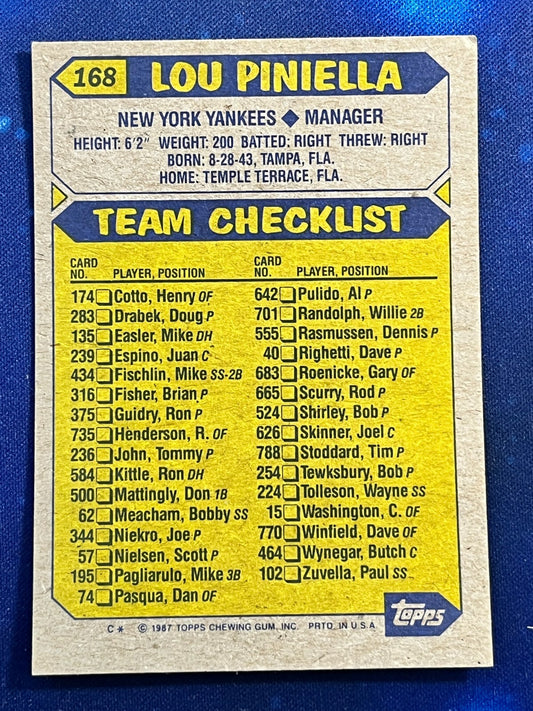 168 LOU PINIELLA
NEW YORK YANKEES ◆ MANAGER
HEIGHT: 6'2" WEIGHT: 200 BATTED: RIGHT THREW: RIGHT
BORN: 8-28-43, TAMPA, FLA.
HOME: TEMPLE TERRACE, FLA.
TEAM CHECKLIST
CARD NO. PLAYER, POSITION
174 Cotto, Henry OF
283 Drabek, Doug P
135 Easler, Mike DH
239 Espino, Juan C
434 Fischlin, Mike SS-2B
316 Fisher, Brian P
375 Guidry, Ron P
735 Henderson, R. OF
236 John, Tommy P
584 Kittle, Ron DH
500 Mattingly, Don 1B
62 Meacham, Bobby SS
344 Niekro, Joe P
57 Nielsen, Scott P
195 Pagliarulo, Mike 3B
74 Pasqua, Dan OF
CARD NO. PLAYER, POSITION
642 Pulido, Al P
701 Randolph, Willie 2B
555 Rasmussen, Dennis P
40 Righetti, Dave P
683 Roenicke, Gary OF
665 Scurry, Rod P
524 Shirley, Bob P
626 Skinner, Joel C
788 Stoddard, Tim P
254 Tewksbury, Bob P
224 Tolleson, Wayne SS
15 Washington, C. OF
770 Winfield, Dave OF
464 Wynegar, Butch C
102 Zuvella, Paul SS
C* © 1987 TOPPS CHEWING GUM, INC. PRTD. IN U.S.A.
topps